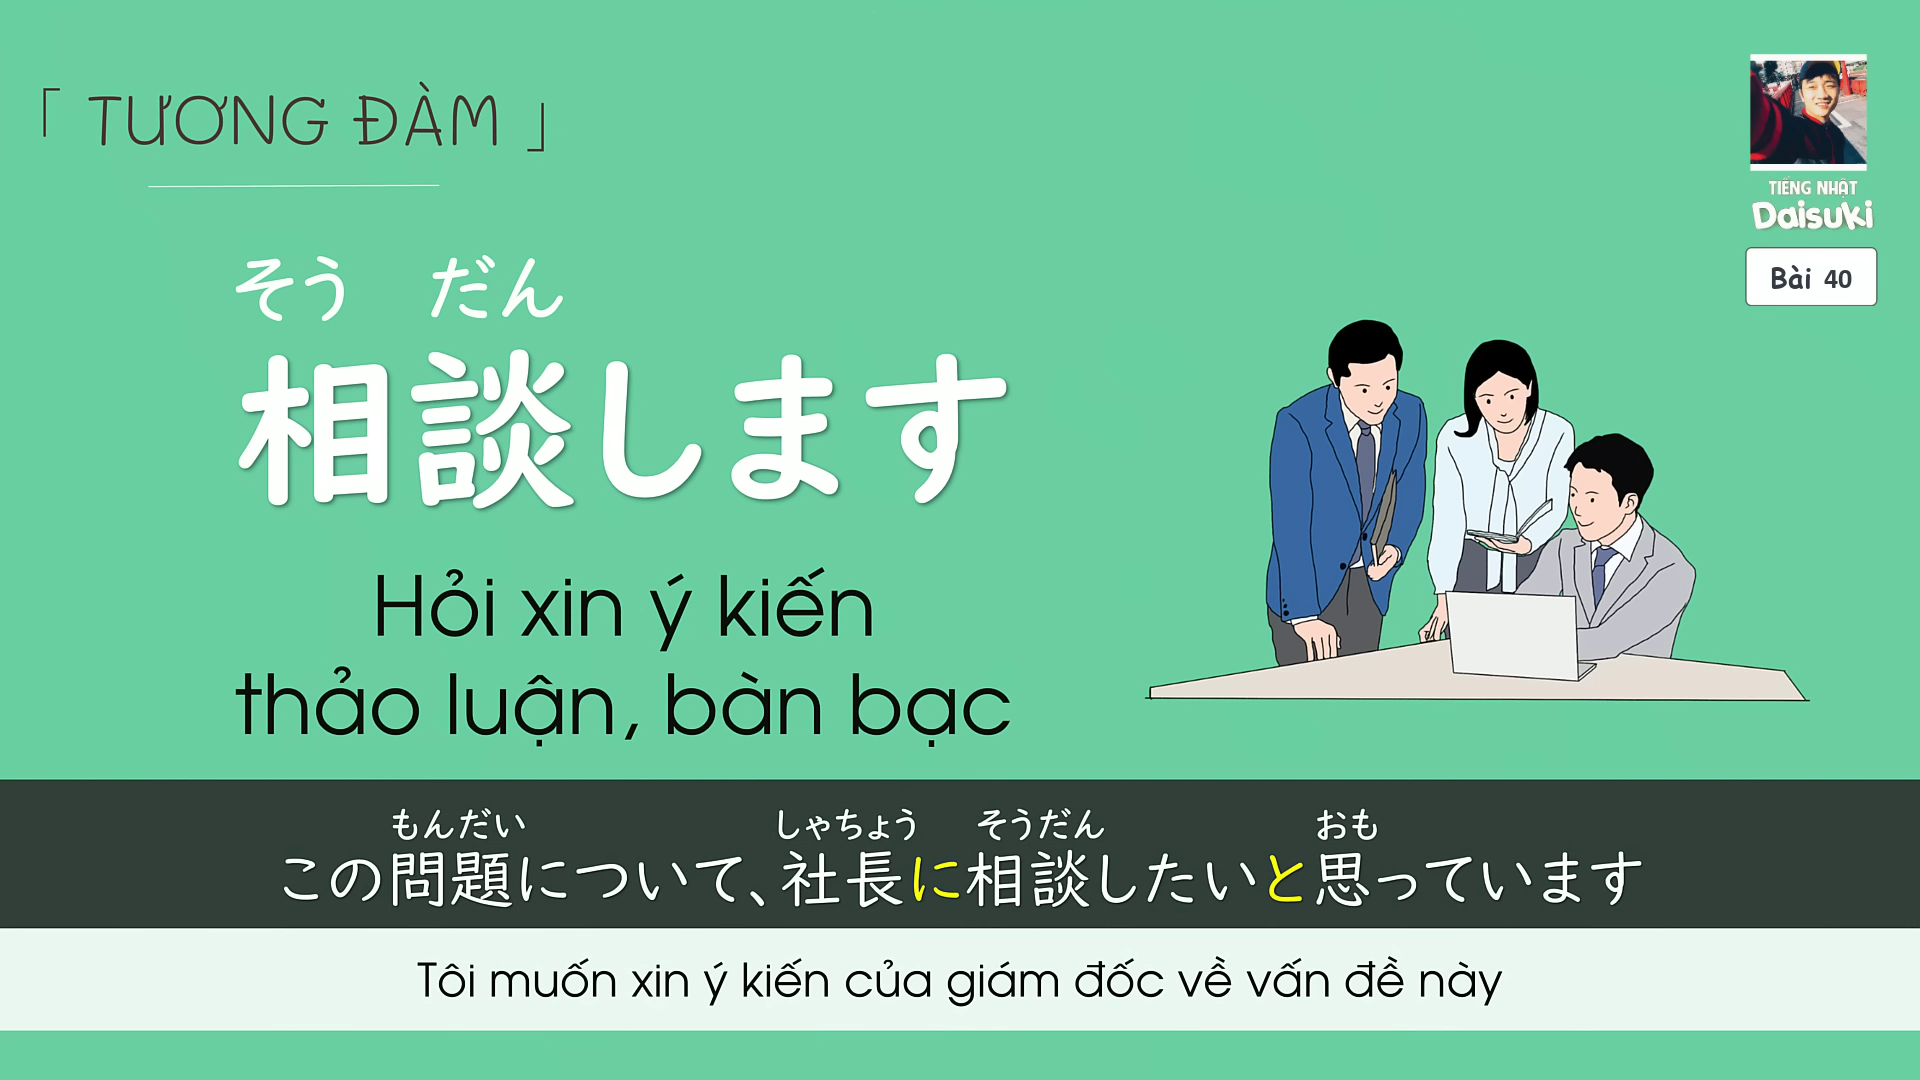 「 TƯƠNG ĐÀM 」
TIẾNG NHẬT
Daisuki
Bài 40
そう だん
相談します
Hỏi xin ý kiến
thảo luận, bàn bạc
もんだい しゃちょう そうだん おも
この問題について、社長に相談したいと思っています
Tôi muốn xin ý kiến của giám đốc về vấn đề này